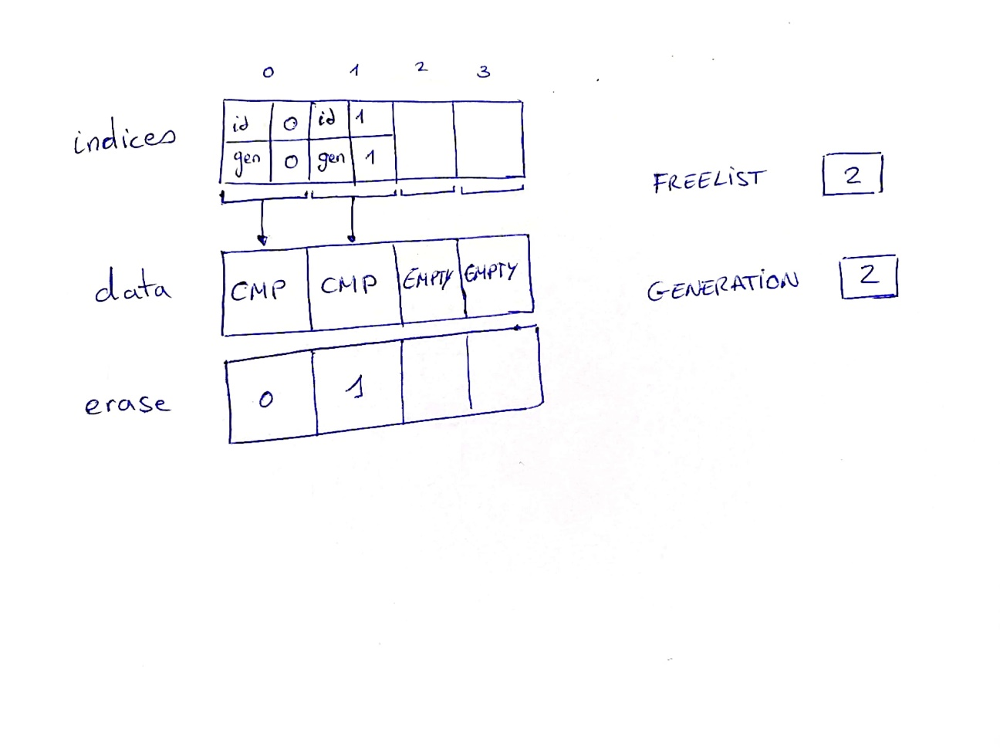 0 1 2 3
indices
id 0 id 1
gen 0 gen 1
FREELIST 2
data
CMP CMP EMPTY EMPTY
GENERATION 2
erase
0 1